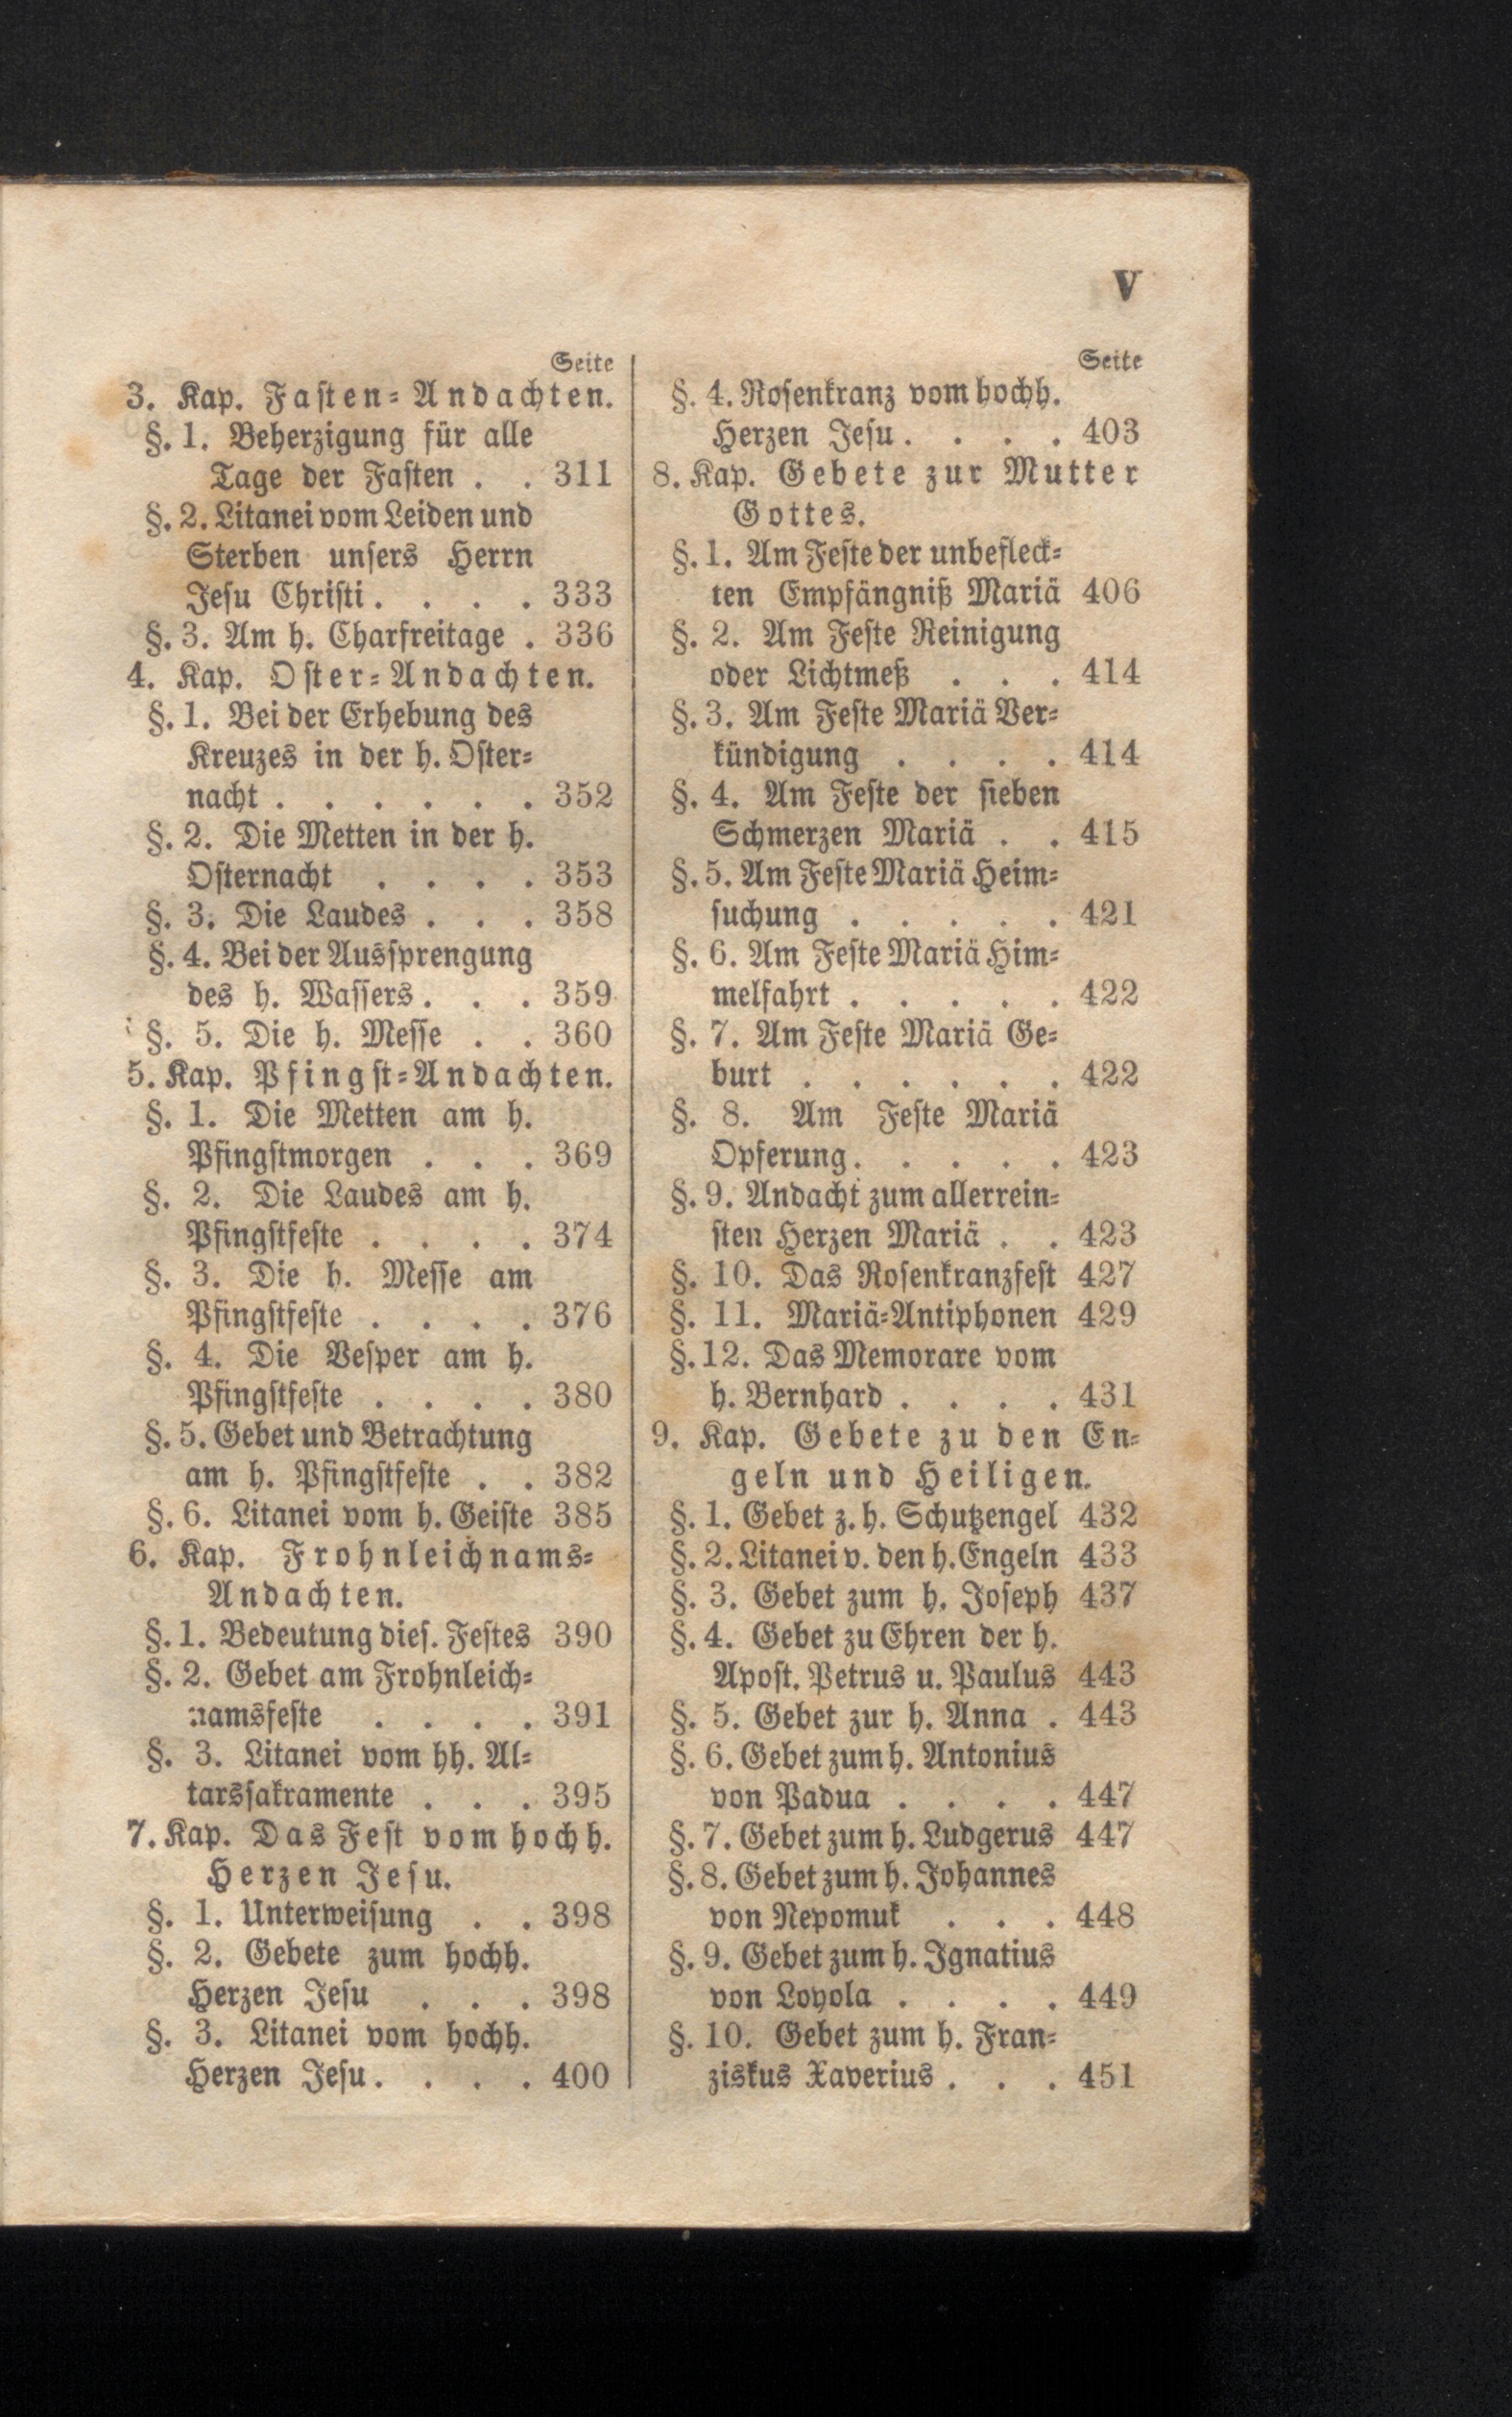 V
Seite
3. Kap. Fasten-Andachten.
§. 1. Beherzigung für alle
Tage der Fasten . . 311
§. 2. Litanei vom Leiden und
Sterben unsers Herrn
Jesu Christi. . . . 333
§. 3. Am h. Charfreitage . 336
4. Kap. Oster-Andachten.
§. 1. Bei der Erhebung des
Kreuzes in der h. Oster-
nacht . . . . . . 352
§. 2. Die Metten in der h.
Osternacht . . . . 353
§. 3. Die Laudes . . . 358
§. 4. Bei der Aussprengung
des h. Wassers. . . 359
§. 5. Die h. Messe . . 360
5. Kap. Pfingst-Andachten.
§. 1. Die Metten am h.
Pfingstmorgen . . . 369
§. 2. Die Laudes am h.
Pfingstfeste . . . . 374
§. 3. Die h. Messe am
Pfingstfeste . . . . 376
§. 4. Die Vesper am h.
Pfingstfeste . . . . 380
§. 5. Gebet und Betrachtung
am h. Pfingstfeste . . 382
§. 6. Litanei vom h. Geiste 385
6. Kap. Frohnleichnams-
Andachten.
§. 1. Bedeutung dies. Festes 390
§. 2. Gebet am Frohnleich-
namsfeste . . . . 391
§. 3. Litanei vom hh. Al-
tarssakramente . . . 395
7. Kap. Das Fest vom hochh.
Herzen Jesu.
§. 1. Unterweisung . . 398
§. 2. Gebete zum hochh.
Herzen Jesu . . . 398
§. 3. Litanei vom hochh.
Herzen Jesu. . . . 400
Seite
§. 4. Rosenkranz vom hochh.
Herzen Jesu. . . . 403
8. Kap. Gebete zur Mutter
Gottes.
§. 1. Am Feste der unbefleck-
ten Empfängniß Mariä 406
§. 2. Am Feste Reinigung
oder Lichtmeß . . . 414
§. 3. Am Feste Mariä Ver-
kündigung . . . . 414
§. 4. Am Feste der sieben
Schmerzen Mariä . . 415
§. 5. Am Feste Mariä Heim-
suchung . . . . . 421
§. 6. Am Feste Mariä Him-
melfahrt . . . . . 422
§. 7. Am Feste Mariä Ge-
burt . . . . . . 422
§. 8. Am Feste Mariä
Opferung. . . . . 423
§. 9. Andacht zum allerrein-
sten Herzen Mariä . . 423
§. 10. Das Rosenkranzfest 427
§. 11. Mariä-Antiphonen 429
§. 12. Das Memorare vom
h. Bernhard . . . . 431
9. Kap. Gebete zu den En-
geln und Heiligen.
§. 1. Gebet z. h. Schutzengel 432
§. 2. Litanei v. den h. Engeln 433
§. 3. Gebet zum h. Joseph 437
§. 4. Gebet zu Ehren der h.
Apost. Petrus u. Paulus 443
§. 5. Gebet zur h. Anna . 443
§. 6. Gebet zum h. Antonius
von Padua . . . . 447
§. 7. Gebet zum h. Ludgerus 447
§. 8. Gebet zum h. Johannes
von Nepomuk . . . 448
§. 9. Gebet zum h. Ignatius
von Loyola . . . . 449
§. 10. Gebet zum h. Fran-
ziskus Xaverius . . . 451